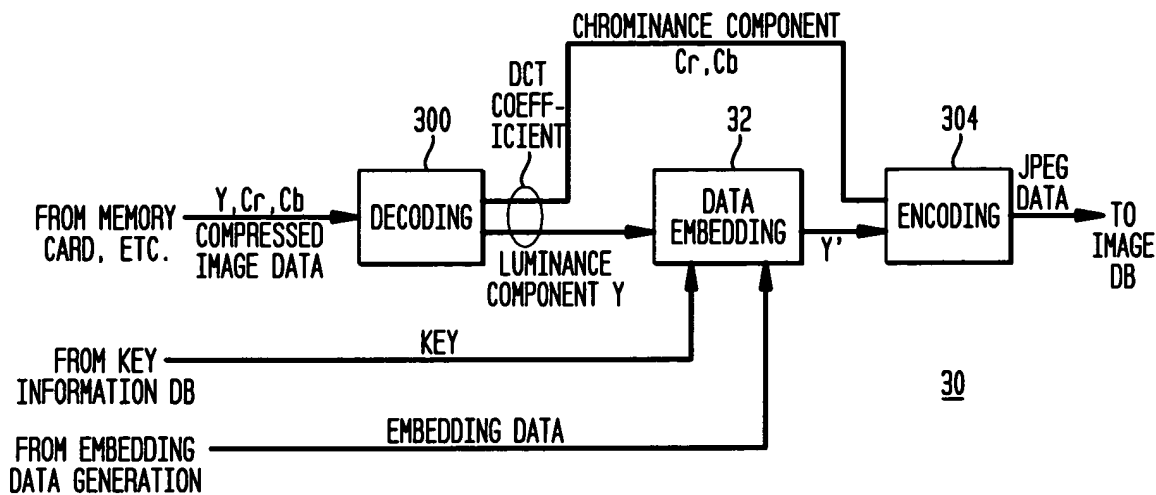 CHROMINANCE COMPONENT
Cr,Cb
DCT
COEFF-
ICIENT
300
32
304
FROM MEMORY
CARD, ETC.
Y,Cr,Cb
COMPRESSED
IMAGE DATA
DECODING
LUMINANCE
COMPONENT Y
DATA
EMBEDDING
Y'
ENCODING
JPEG
DATA
TO
IMAGE
DB
FROM KEY
INFORMATION DB
KEY
30
FROM EMBEDDING
DATA GENERATION
EMBEDDING DATA